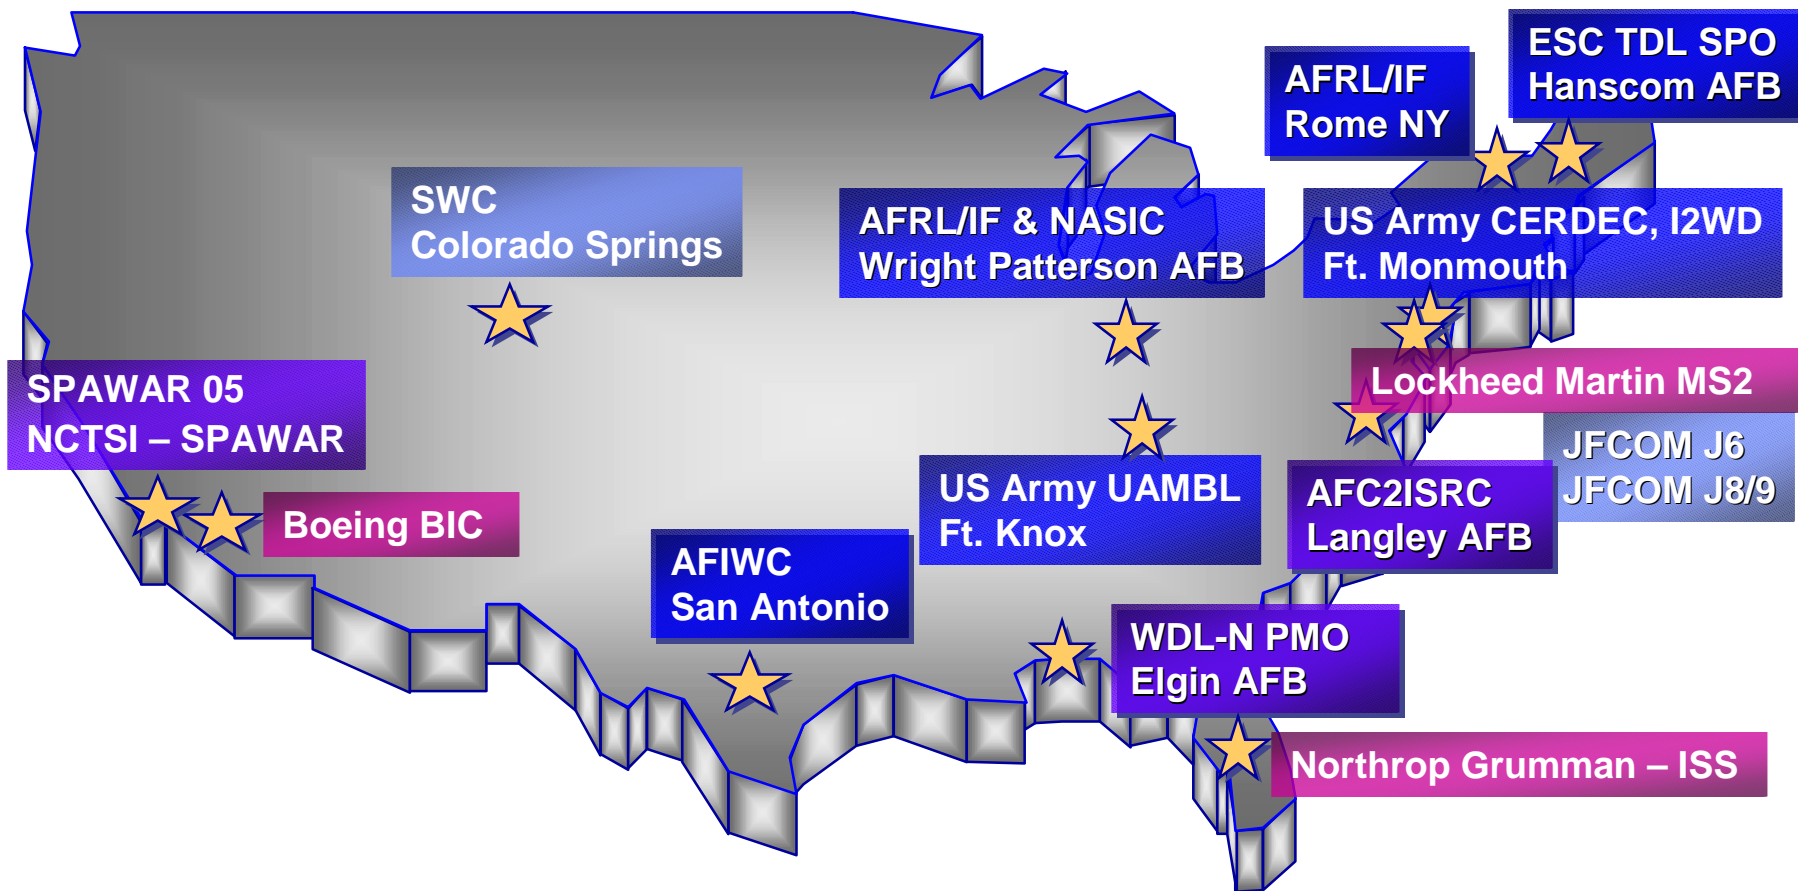 ESC TDL SPO
Hanscom AFB
AFRL/IF
Rome NY
SWC
Colorado Springs
AFRL/IF & NASIC
Wright Patterson AFB
US Army CERDEC, I2WD
Ft. Monmouth
SPAWAR 05
NCTSI – SPAWAR
Lockheed Martin MS2
JFCOM J6
JFCOM J8/9
US Army UAMBL
Ft. Knox
AFC2ISRC
Langley AFB
Boeing BIC
AFIWC
San Antonio
WDL-N PMO
Elgin AFB
Northrop Grumman – ISS